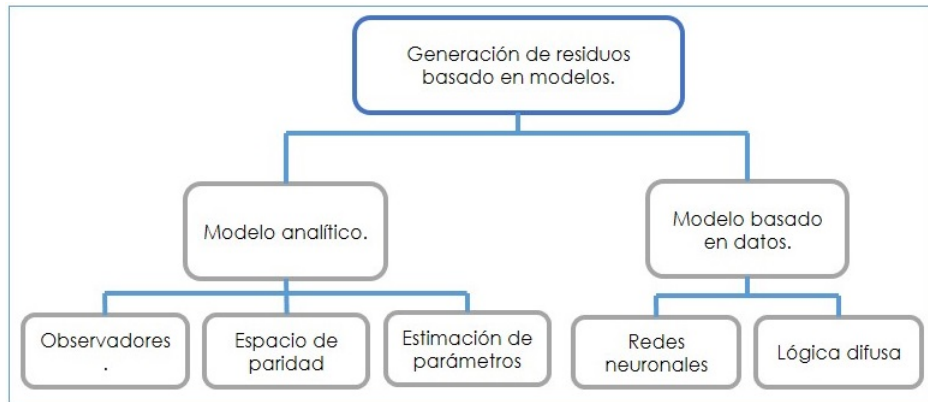 Generación de residuos
basado en modelos.
Modelo analítico.
Modelo basado
en datos.
Observadores
.
Espacio de
paridad
Estimación de
parámetros
Redes
neuronales
Lógica difusa